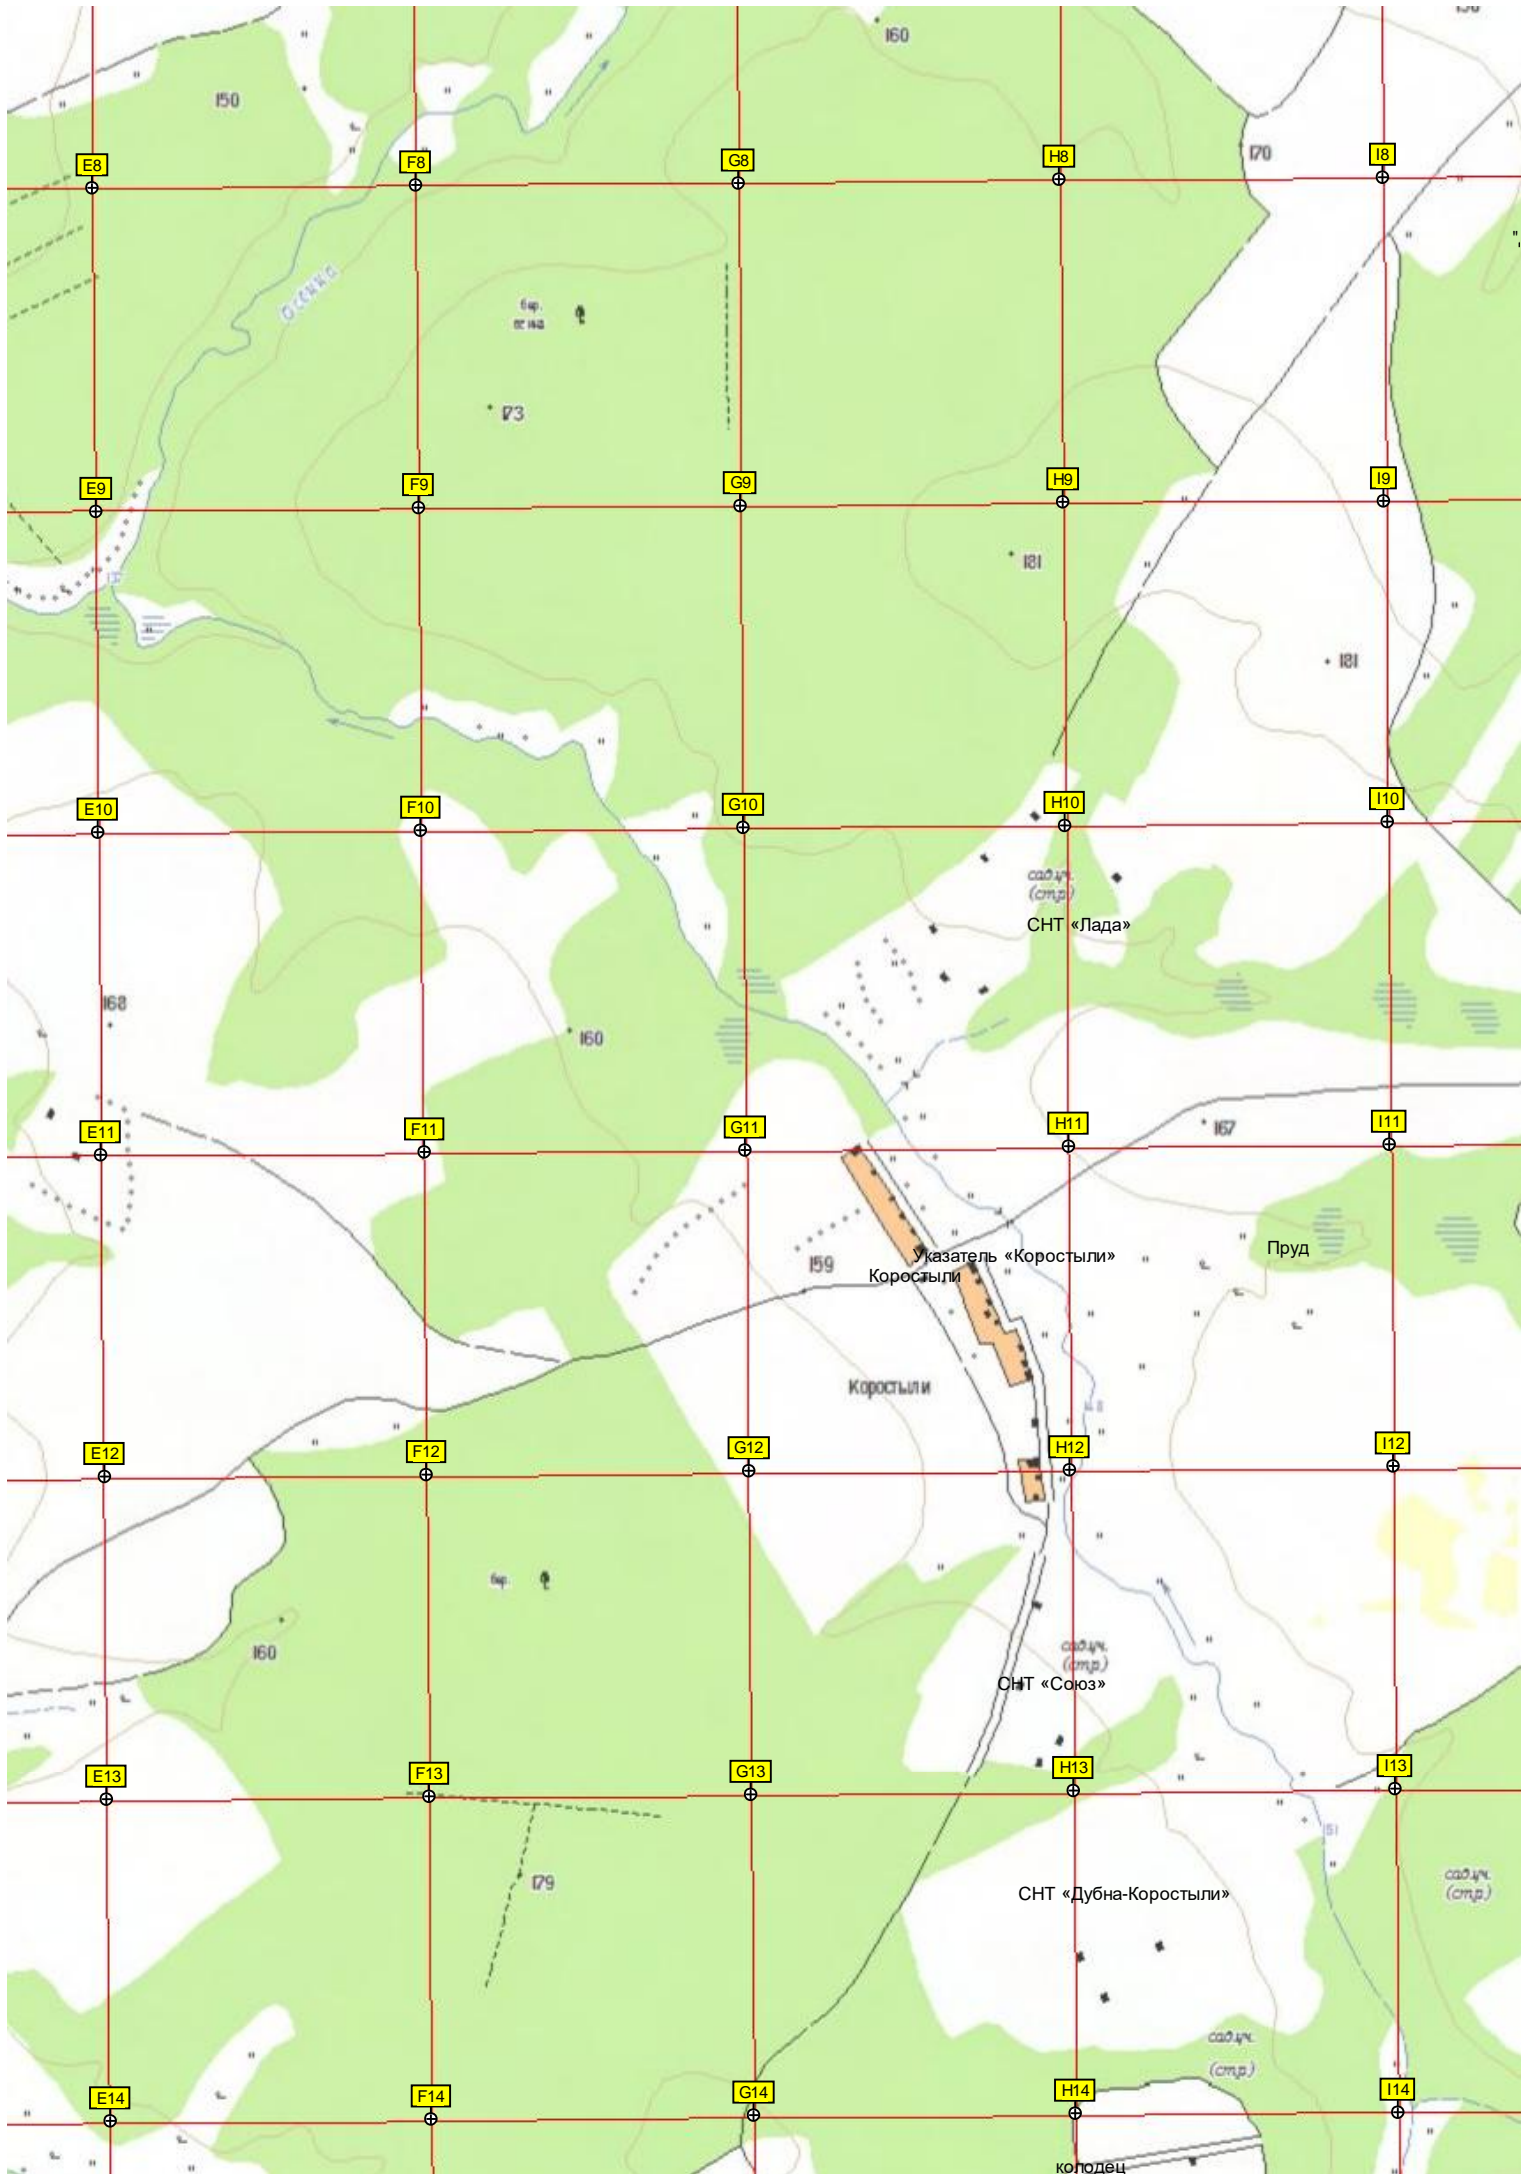 160
150
170
E8
F8
G8
H8
I8
Осенка
173
E9
F9
G9
H9
I9
181
181
E10
F10
G10
H10
I10
сад.уч.
(стр.)
СНТ «Лада»
168
160
E11
F11
G11
H11
I11
167
Пруд
Указатель «Коростыли»
159
Коростыли
Коростыли
E12
F12
G12
H12
I12
бер.
160
сад.уч.
(стр.)
СНТ «Союз»
E13
F13
G13
H13
I13
179
сад.уч.
(стр.)
СНТ «Дубна-Коростыли»
сад.уч.
(стр.)
E14
F14
G14
H14
I14
колодец